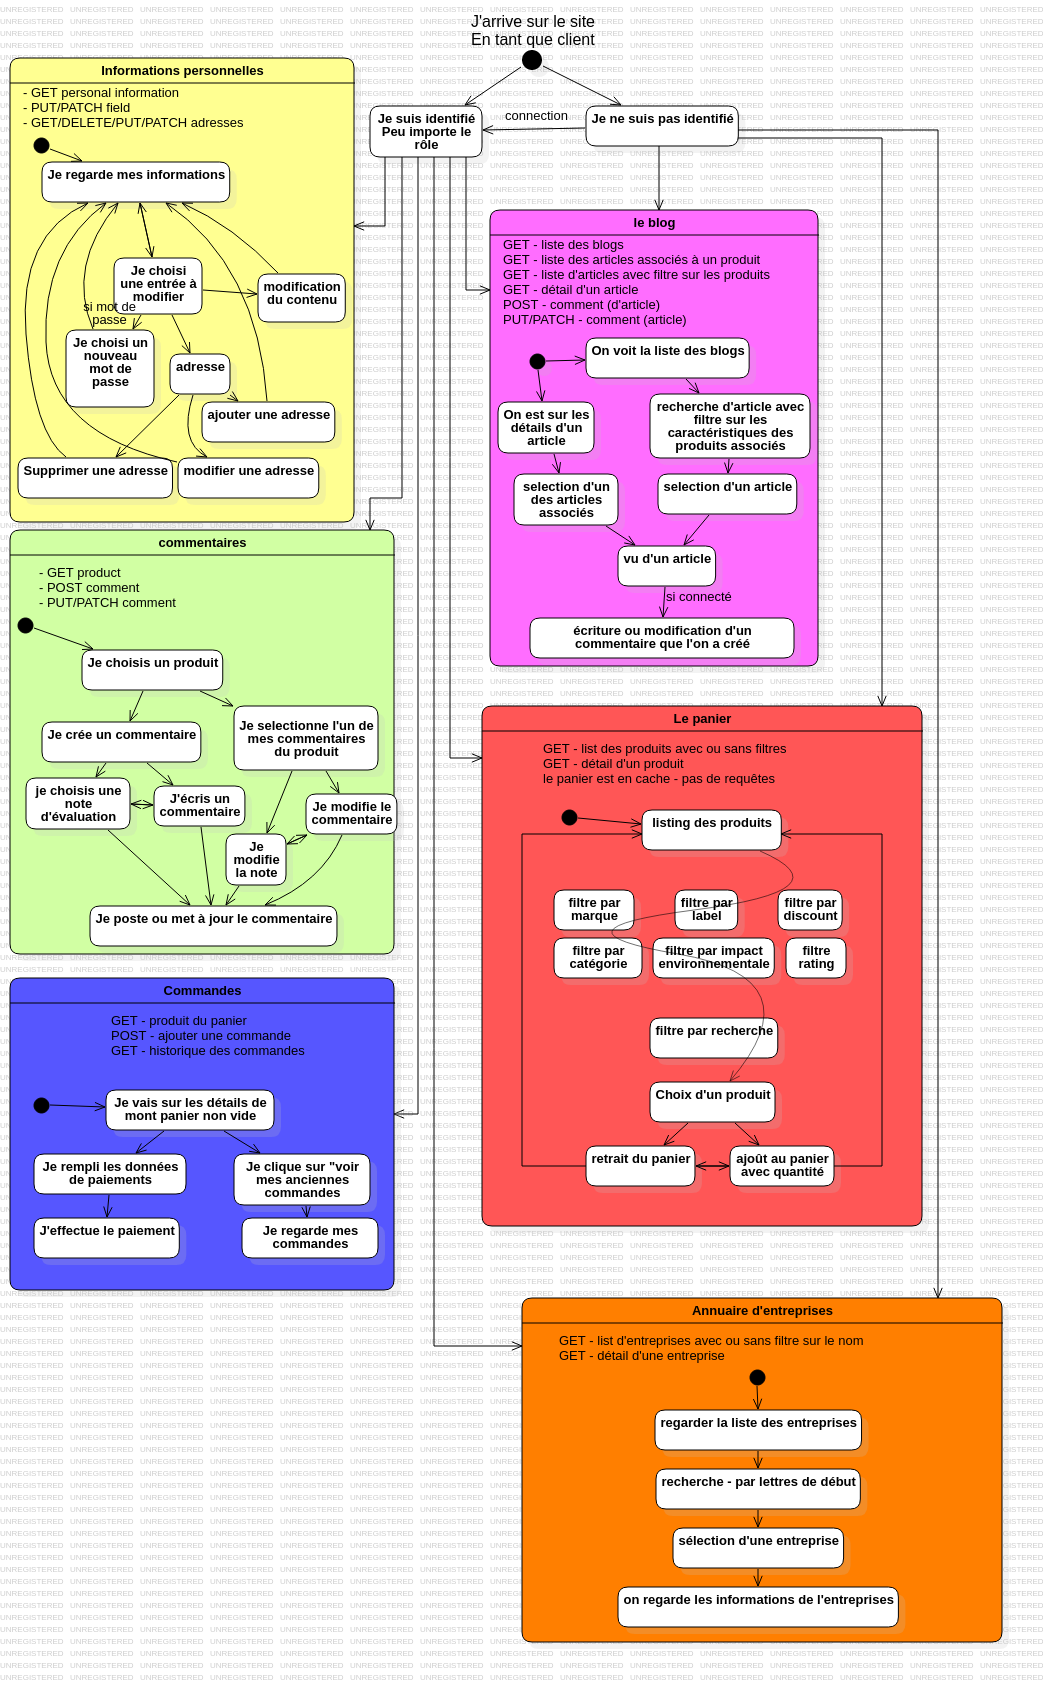 J'arrive sur le site
En tant que client
Informations personnelles
- GET personal information
- PUT/PATCH field
- GET/DELETE/PUT/PATCH adresses
Je regarde mes informations
Je choisi
une entrée à
modifier
modification
du contenu
si mot de
passe
Je choisi un
nouveau
mot de
passe
adresse
ajouter une adresse
Supprimer une adresse
modifier une adresse
Je suis identifié
Peu importe le
rôle
connection
Je ne suis pas identifié
le blog
GET - liste des blogs
GET - liste des articles associés à un produit
GET - liste d'articles avec filtre sur les produits
GET - détail d'un article
POST - comment (d'article)
PUT/PATCH - comment (article)
On voit la liste des blogs
On est sur les
détails d'un
article
recherche d'article avec
filtre sur les
caractéristiques des
produits associés
selection d'un
des articles
associés
selection d'un article
vu d'un article
si connecté
écriture ou modification d'un
commentaire que l'on a créé
commentaires
- GET product
- POST comment
- PUT/PATCH comment
Je choisis un produit
Je crée un commentaire
Je selectionne l'un de
mes commentaires
du produit
je choisis une
note
d'évaluation
J'écris un
commentaire
Je modifie le
commentaire
Je
modifie
la note
Je poste ou met à jour le commentaire
Le panier
GET - list des produits avec ou sans filtres
GET - détail d'un produit
le panier est en cache - pas de requêtes
listing des produits
filtre par
marque
filtre par
label
filtre par
discount
filtre par
catégorie
filtre par impact
environementale
filtre
rating
filtre par recherche
Choix d'un produit
retrait du panier
ajoût au panier
avec quantité
Commandes
GET - produit du panier
POST - ajouter une commande
GET - historique des commandes
Je vais sur les détails de
mont panier non vide
Je rempli les données
de paiements
Je clique sur "voir
mes anciennes
commandes
J'effectue le paiement
Je regarde mes
commandes
Annuaire d'entreprises
GET - list d'entreprises avec ou sans filtre sur le nom
GET - détail d'une entreprise
regarder la liste des entreprises
recherche - par lettres de début
sélection d'une entreprise
on regarde les informations de l'entreprises
UNREGISTERED